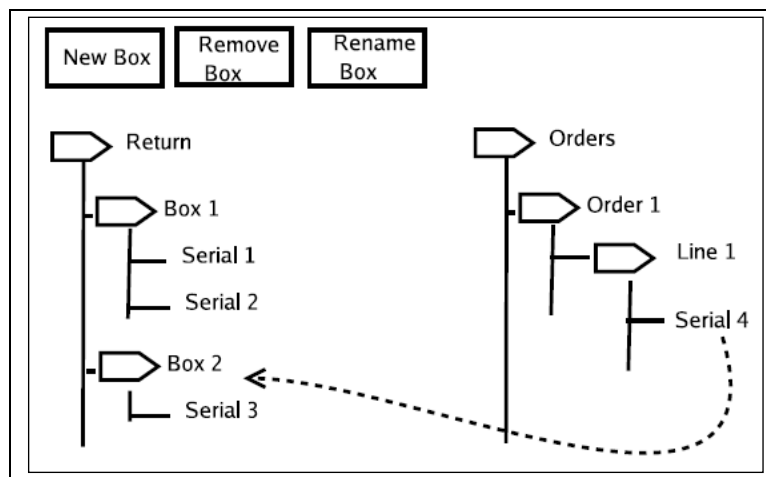 New Box
Remove
Box
Rename
Box
Return
Box 1
Serial 1
Serial 2
Box 2
Serial 3
Orders
Order 1
Line 1
Serial 4